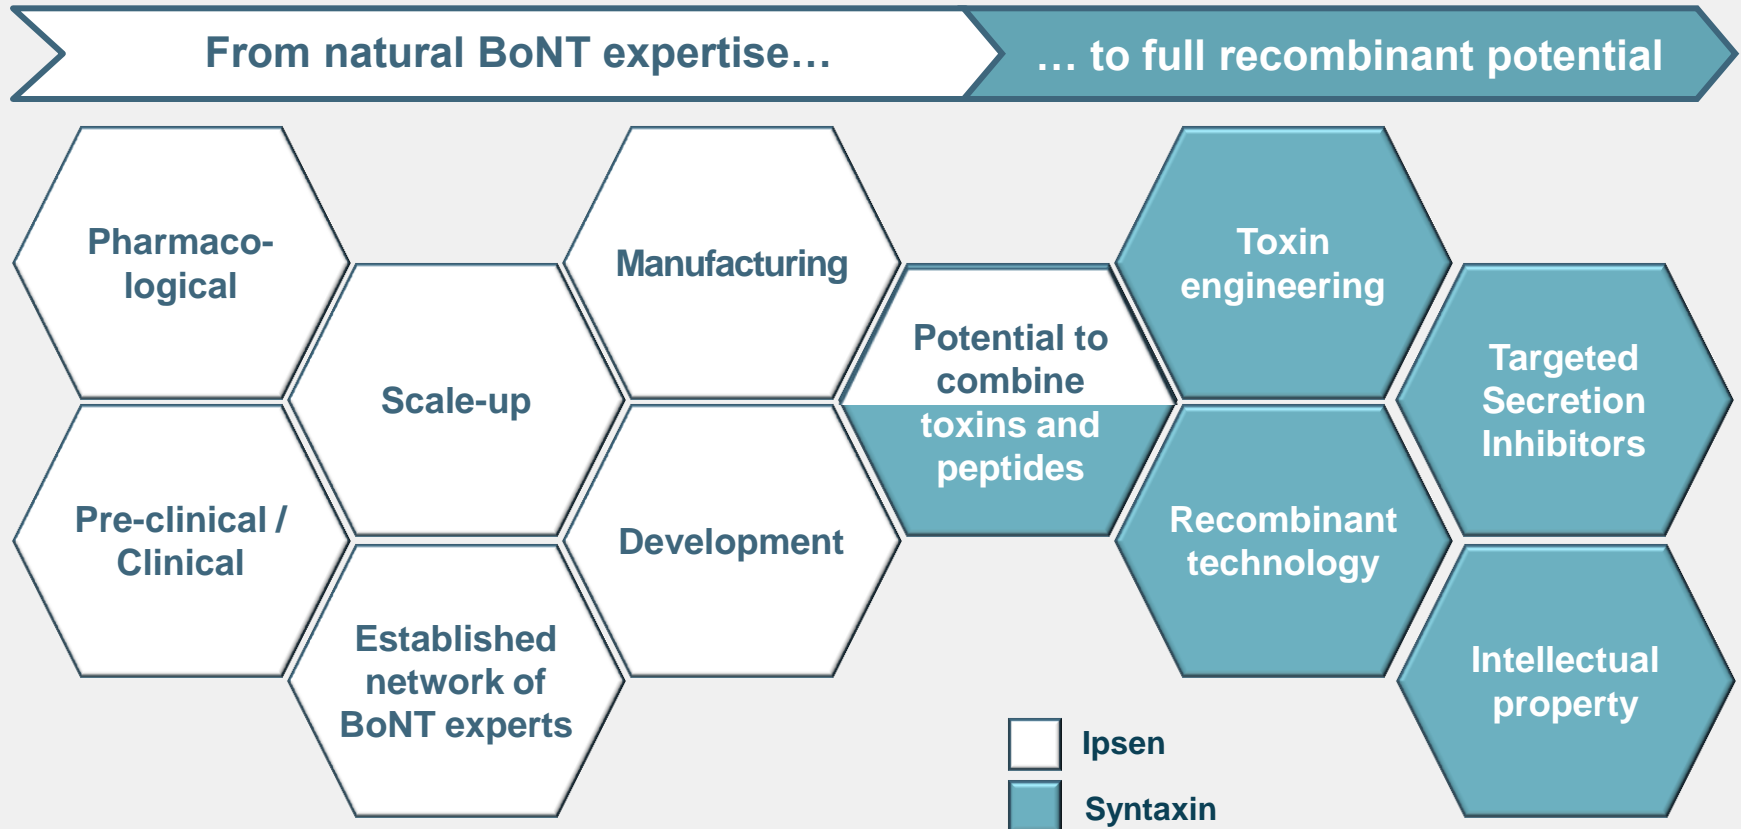 From natural BoNT expertise…
… to full recombinant potential
Pharmaco-
logical
Pre-clinical /
Clinical
Scale-up
Established
network of
BoNT experts
Manufacturing
Development
Potential to
combine
toxins and
peptides
Toxin
engineering
Recombinant
technology
Targeted
Secretion
Inhibitors
Intellectual
property
Ipsen
Syntaxin